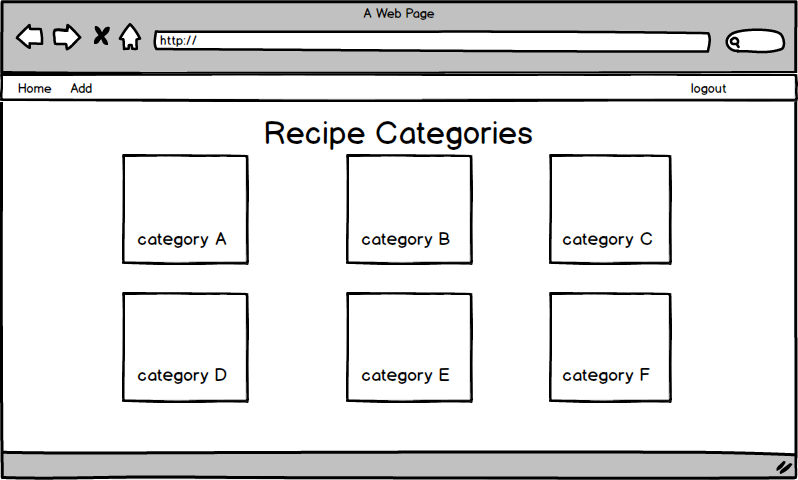 A Web Page
http://
Home Add logout
Recipe Categories
category A category B category C
category D category E category F